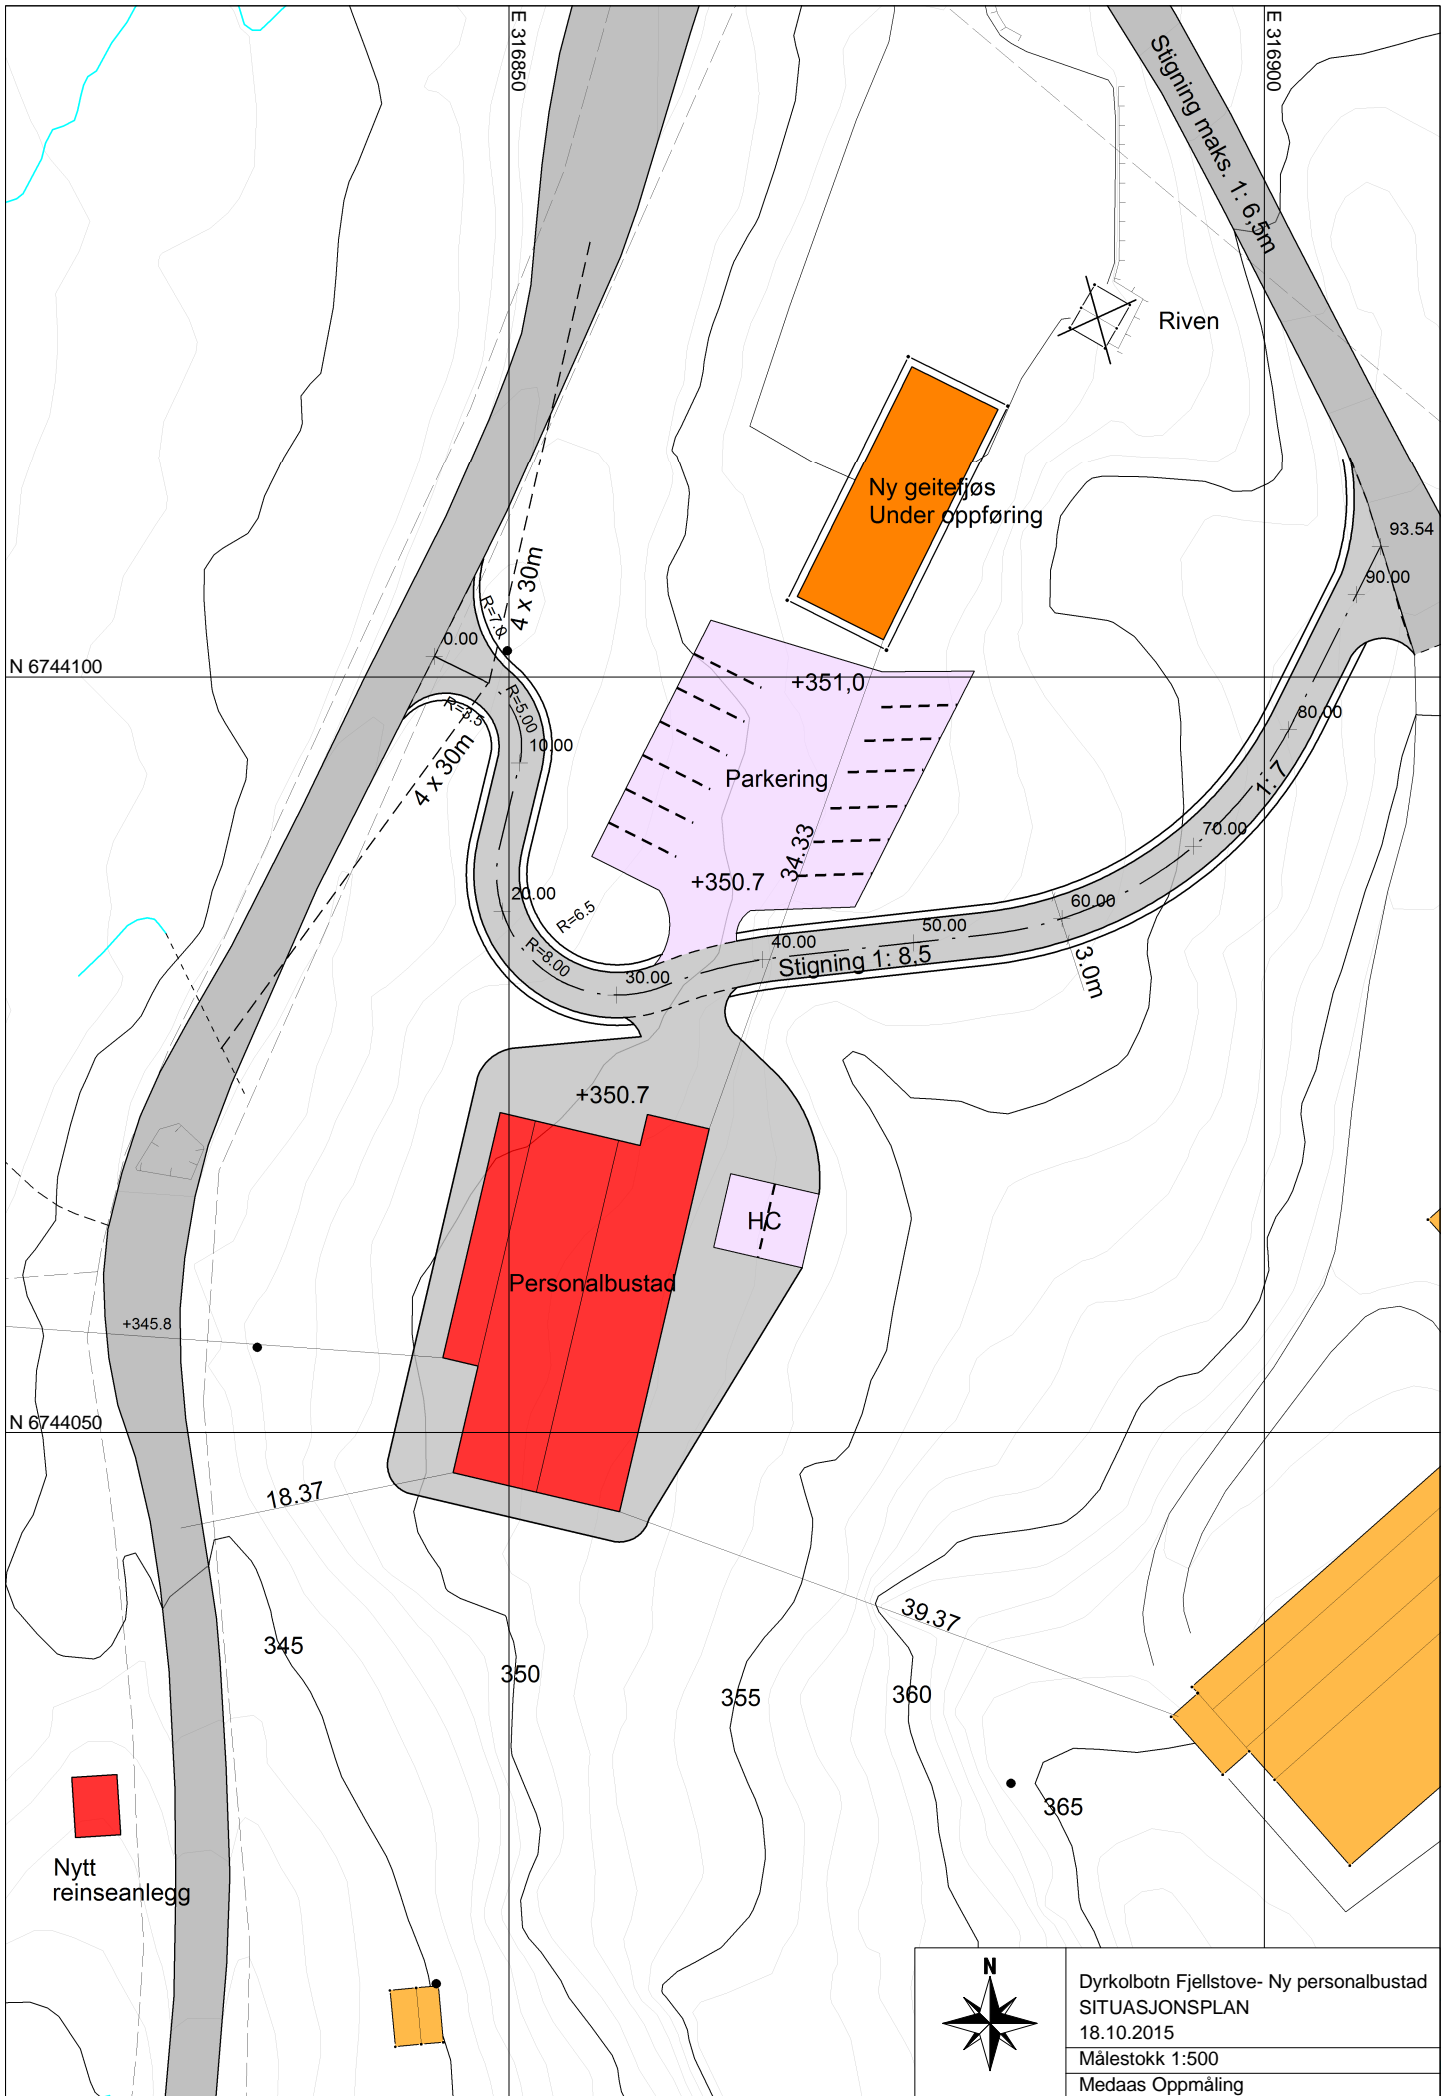 E 316850
E 316900
Stigning maks. 1: 6,5m
Riven
Ny geitefjøs
Under oppføring
93.54
90.00
4 x 30m
R=7.0
0.00
N 6744100
+351,0
R=5.00
R=3.5
80.00
10.00
4 x 30m
Parkering
1: 7
70.00
34.33
+350.7
20.00
60.00
R=6.5
50.00
40.00
R=8.00
Stigning 1: 8,5
30.00
3.0m
+350.7
HC
Personalbustad
+345.8
N 6744050
18.37
39.37
345
350
355
360
365
Nytt
reinseanlegg
N
Dyrkolbotn Fjellstove- Ny personalbustad
SITUASJONSPLAN
18.10.2015
Målestokk 1:500
Medaas Oppmåling